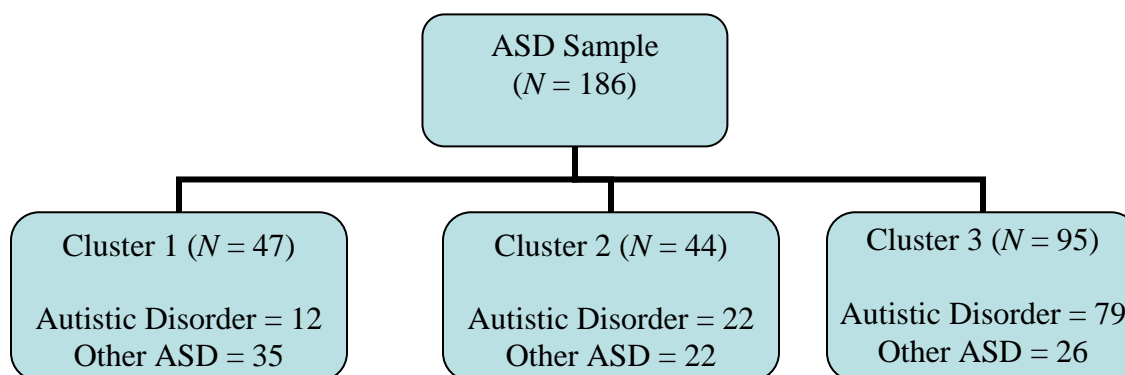 ASD Sample
(N = 186)
Cluster 1 (N = 47)
Autistic Disorder = 12
Other ASD = 35
Cluster 2 (N = 44)
Autistic Disorder = 22
Other ASD = 22
Cluster 3 (N = 95)
Autistic Disorder = 79
Other ASD = 26